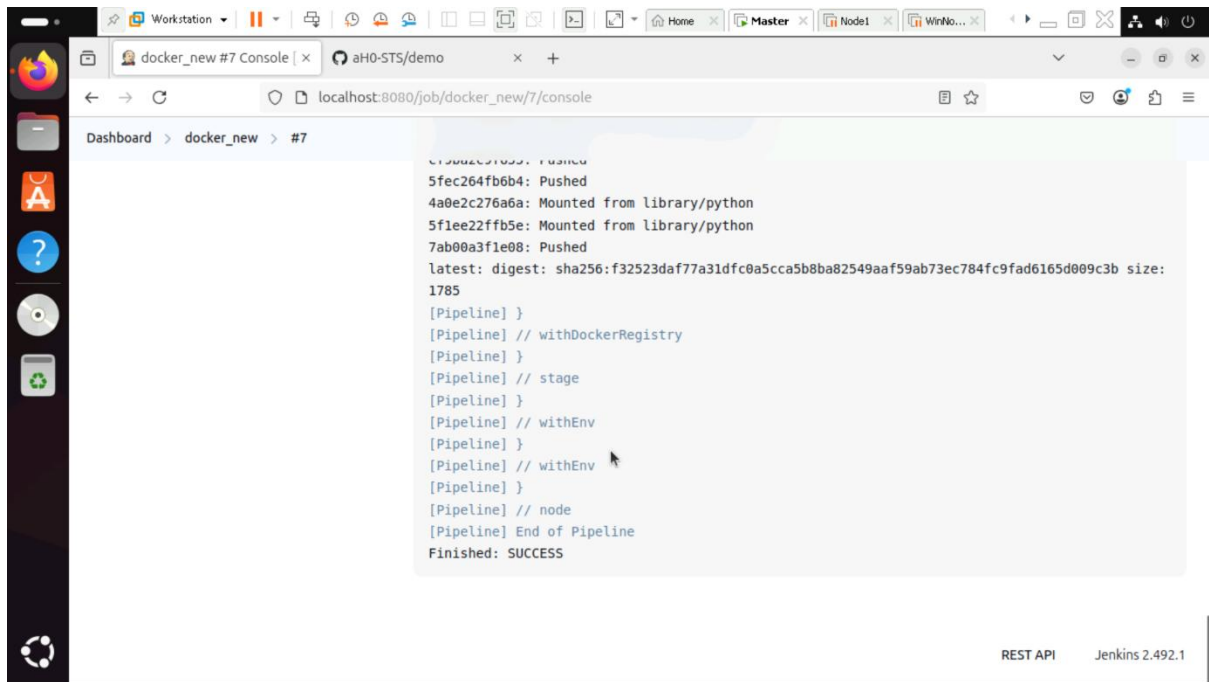 Workstation
Home
Master
Node1
WinNo...
docker_new #7 Console [
aH0-STS/demo
localhost:8080/job/docker_new/7/console
Dashboard > docker_new > #7
5fec264fb6b4: Pushed
4a0e2c276a6a: Mounted from library/python
5f1ee22ffb5e: Mounted from library/python
7ab00a3f1e08: Pushed
latest: digest: sha256:f32523daf77a31dfc0a5cca5b8ba82549aaf59ab73ec784fc9fad6165d009c3b size:
1785
[Pipeline] }
[Pipeline] // withDockerRegistry
[Pipeline] }
[Pipeline] // stage
[Pipeline] }
[Pipeline] // withEnv
[Pipeline] }
[Pipeline] // withEnv
[Pipeline] }
[Pipeline] // node
[Pipeline] End of Pipeline
Finished: SUCCESS
REST API
Jenkins 2.492.1